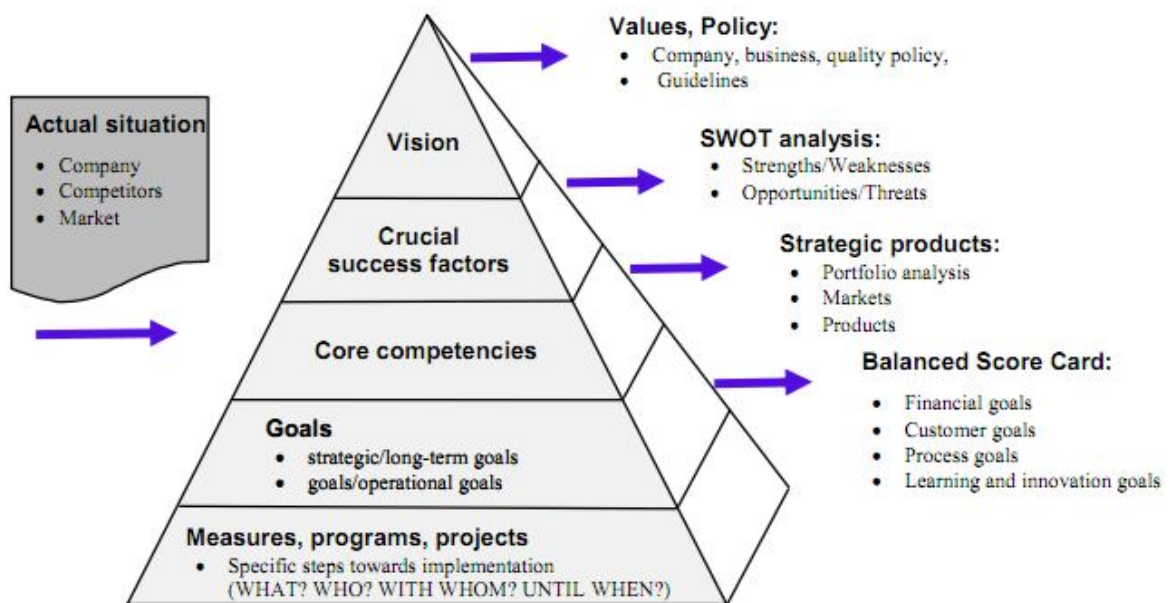 Actual situation
• Company
• Competitors
• Market
Vision
Crucial
success factors
Core competencies
Goals
• strategic/long-term goals
• goals/operational goals
Measures, programs, projects
• Specific steps towards implementation
(WHAT? WHO? WITH WHOM? UNTIL WHEN?)
Values, Policy:
• Company, business, quality policy,
• Guidelines
SWOT analysis:
• Strengths/Weaknesses
• Opportunities/Threats
Strategic products:
• Portfolio analysis
• Markets
• Products
Balanced Score Card:
• Financial goals
• Customer goals
• Process goals
• Learning and innovation goals